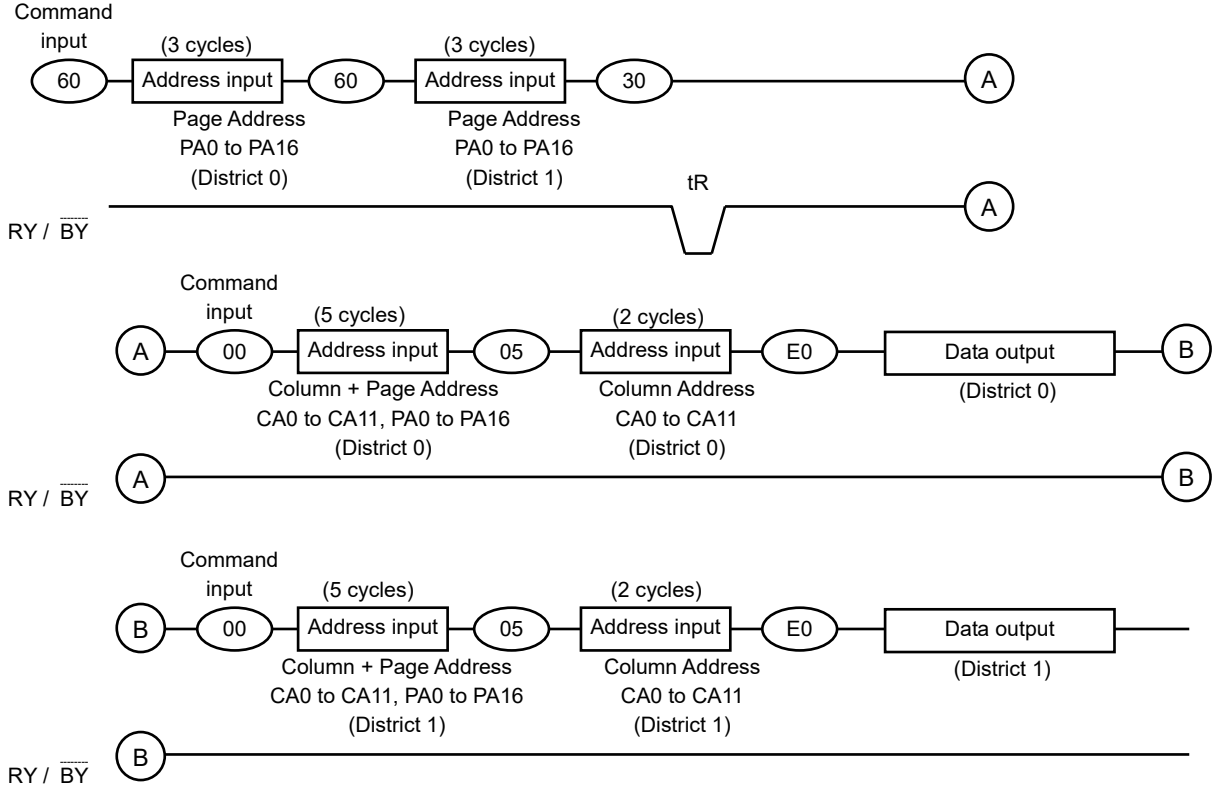 Command
input
(3 cycles)
(3 cycles)
60
Address input
60
Address input
30
A
Page Address
PA0 to PA16
(District 0)
Page Address
PA0 to PA16
(District 1)
tR
RY / BY
A
Command
input
(5 cycles)
(2 cycles)
A
00
Address input
05
Address input
E0
Data output
B
Column + Page Address
CA0 to CA11, PA0 to PA16
(District 0)
Column Address
CA0 to CA11
(District 0)
(District 0)
RY / BY
A
B
Command
input
(5 cycles)
(2 cycles)
B
00
Address input
05
Address input
E0
Data output
Column + Page Address
CA0 to CA11, PA0 to PA16
(District 1)
Column Address
CA0 to CA11
(District 1)
(District 1)
RY / BY
B